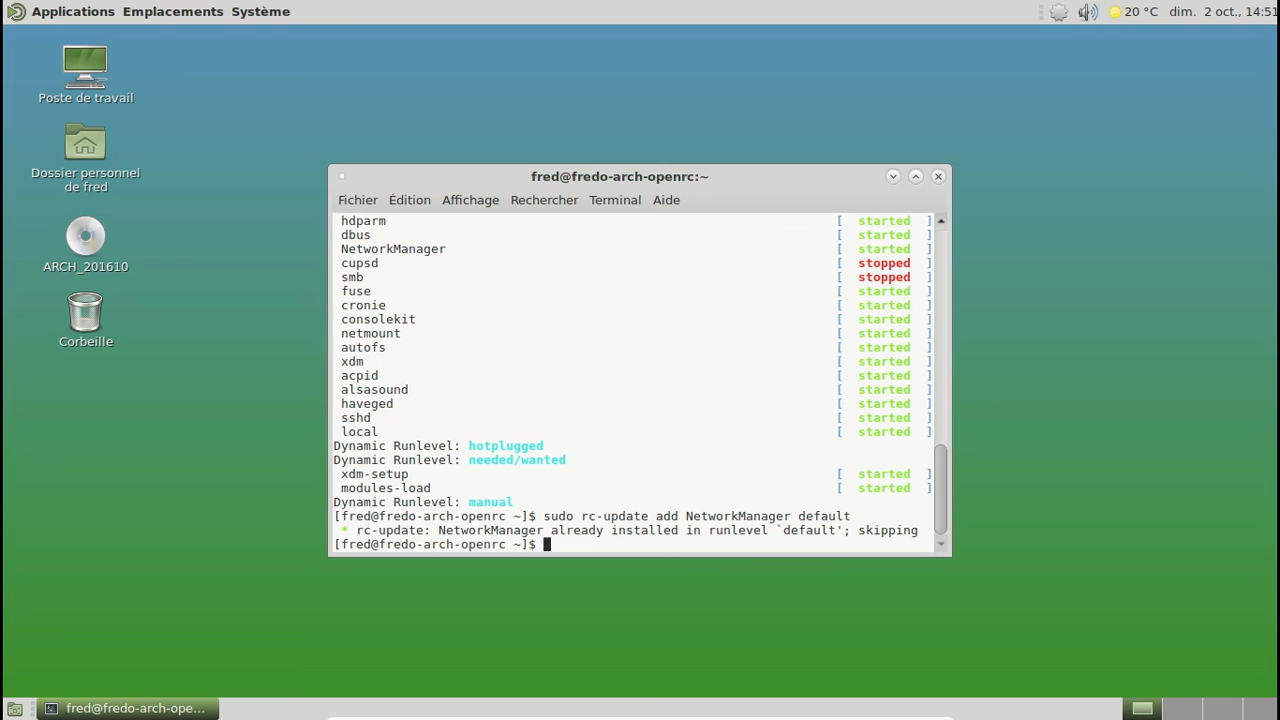 Applications Emplacements Système
20 °C dim. 2 oct., 14:51
Poste de travail
Dossier personnel
de fred
ARCH_201610
Corbeille
fred@fredo-arch-openrc:~
Fichier Édition Affichage Rechercher Terminal Aide
hdparm [ started ]
dbus [ started ]
NetworkManager [ started ]
cupsd [ stopped ]
smb [ stopped ]
fuse [ started ]
cronie [ started ]
consolekit [ started ]
netmount [ started ]
autofs [ started ]
xdm [ started ]
acpid [ started ]
alsasound [ started ]
haveged [ started ]
sshd [ started ]
local [ started ]
Dynamic Runlevel: hotplugged
Dynamic Runlevel: needed/wanted
xdm-setup [ started ]
modules-load [ started ]
Dynamic Runlevel: manual
[fred@fredo-arch-openrc ~]$ sudo rc-update add NetworkManager default
* rc-update: NetworkManager already installed in runlevel `default'; skipping
[fred@fredo-arch-openrc ~]$
fred@fredo-arch-ope...